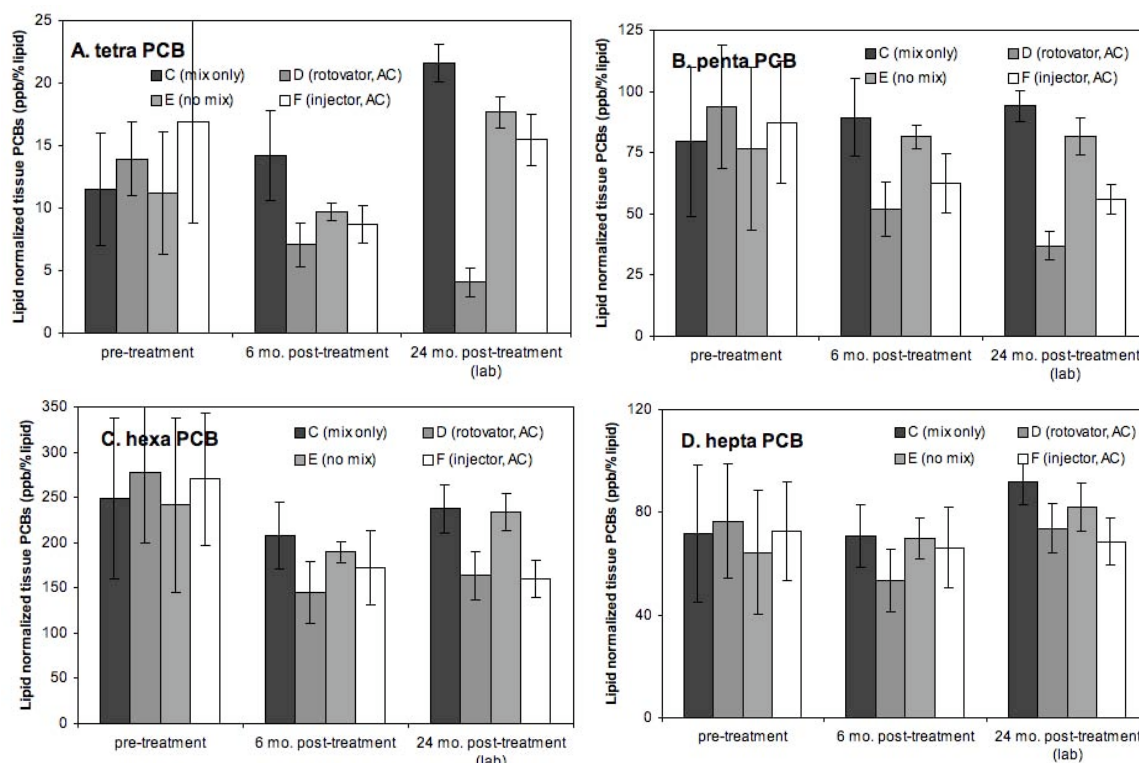 A. tetra PCB
C (mix only) D (rotovator, AC)
E (no mix) F (injector, AC)
Lipid normalized tissue PCBs (ppb/% lipid)
25
20
15
10
5
0
pre-treatment 6 mo. post-treatment 24 mo. post-treatment
(lab)
B. penta PCB
C (mix only) D (rotovator, AC)
E (no mix) F (injector, AC)
Lipid normalized tissue PCBs (ppb/% lipid)
125
100
75
50
25
0
pre-treatment 6 mo. post-treatment 24 mo. post-treatment
(lab)
C. hexa PCB
C (mix only) D (rotovator, AC)
E (no mix) F (injector, AC)
Lipid normalized tissue PCBs (ppb/% lipid)
350
300
250
200
150
100
50
0
pre-treatment 6 mo. post-treatment 24 mo. post-treatment
(lab)
D. hepta PCB
C (mix only) D (rotovator, AC)
E (no mix) F (injector, AC)
Lipid normalized tissue PCBs (ppb/% lipid)
120
80
40
0
pre-treatment 6 mo. post-treatment 24 mo. post-treatment
(lab)